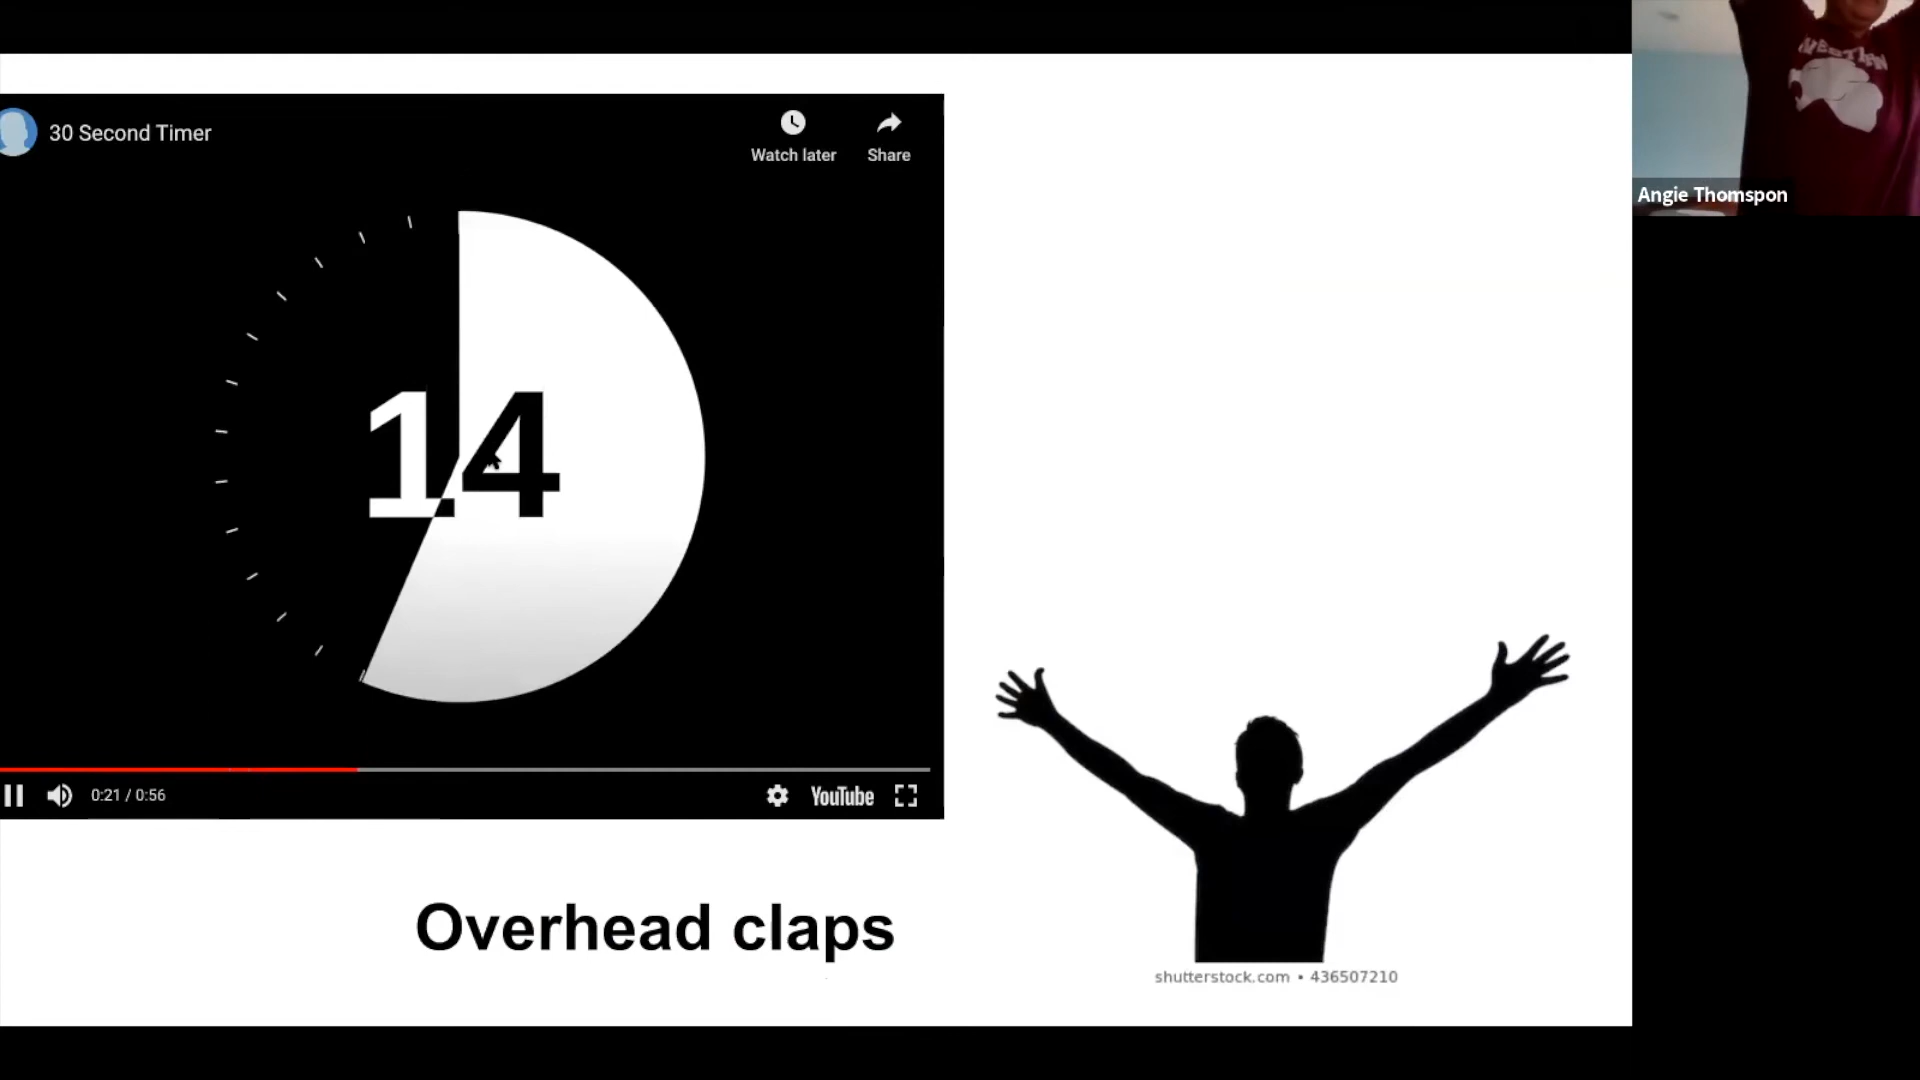 30 Second Timer
Watch later
Share
14
0:21 / 0:56
YouTube
Overhead claps
shutterstock.com • 436507210
Angie Thomspon